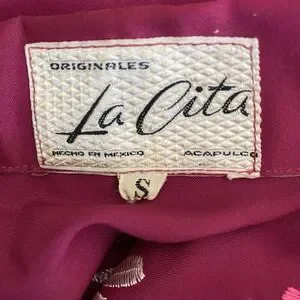 ORIGINALES
La Cita
HECHO EN MEXICO ACAPULCO
S